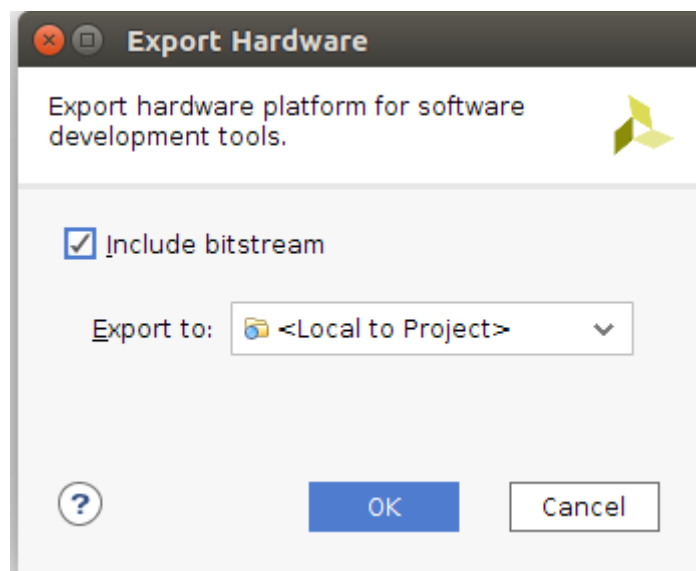 Export Hardware
Export hardware platform for software
development tools.
Include bitstream
Export to: <Local to Project>
?
OK Cancel